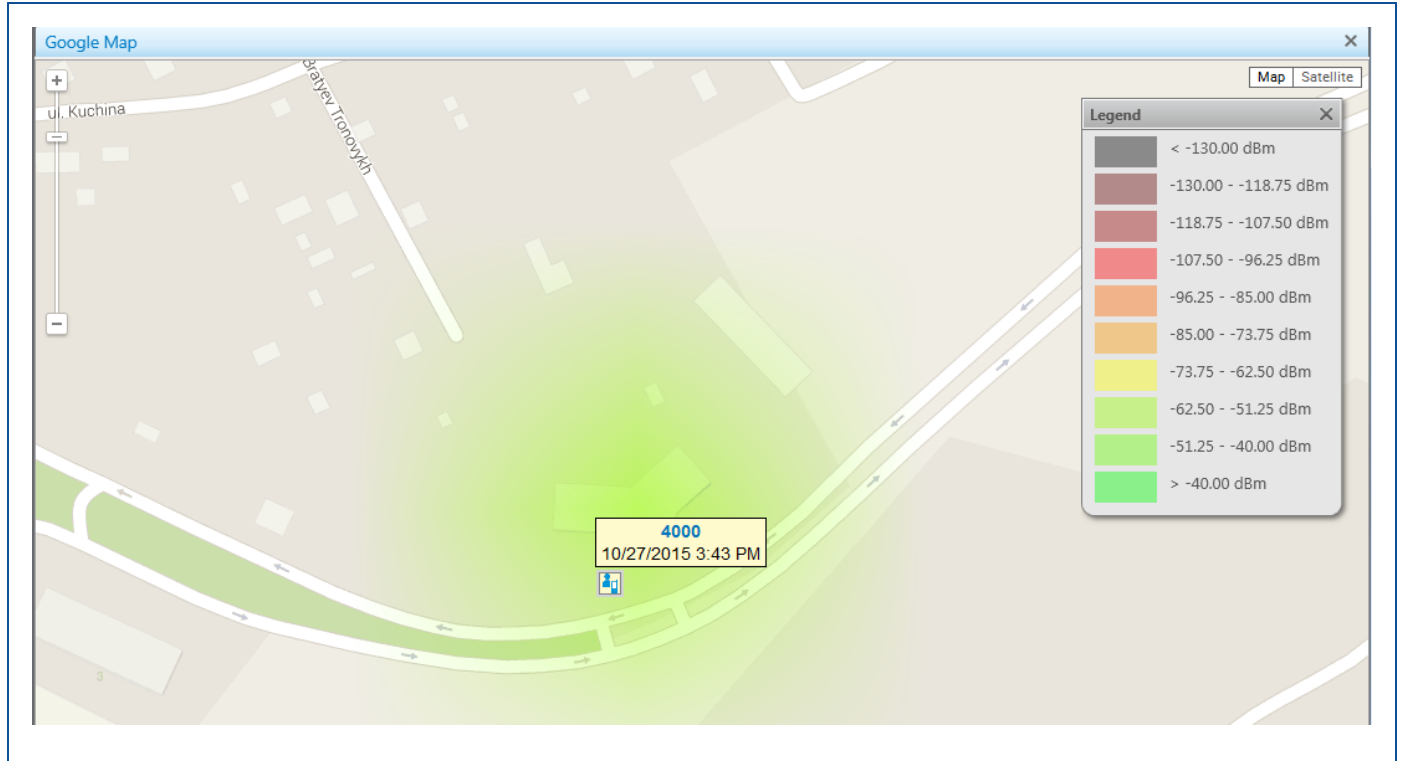 Google Map
Map Satellite
ul. Kuchina
Bratyev Tronovykh
Legend
< -130.00 dBm
-130.00 - -118.75 dBm
-118.75 - -107.50 dBm
-107.50 - -96.25 dBm
-96.25 - -85.00 dBm
-85.00 - -73.75 dBm
-73.75 - -62.50 dBm
-62.50 - -51.25 dBm
-51.25 - -40.00 dBm
> -40.00 dBm
4000
10/27/2015 3:43 PM
3